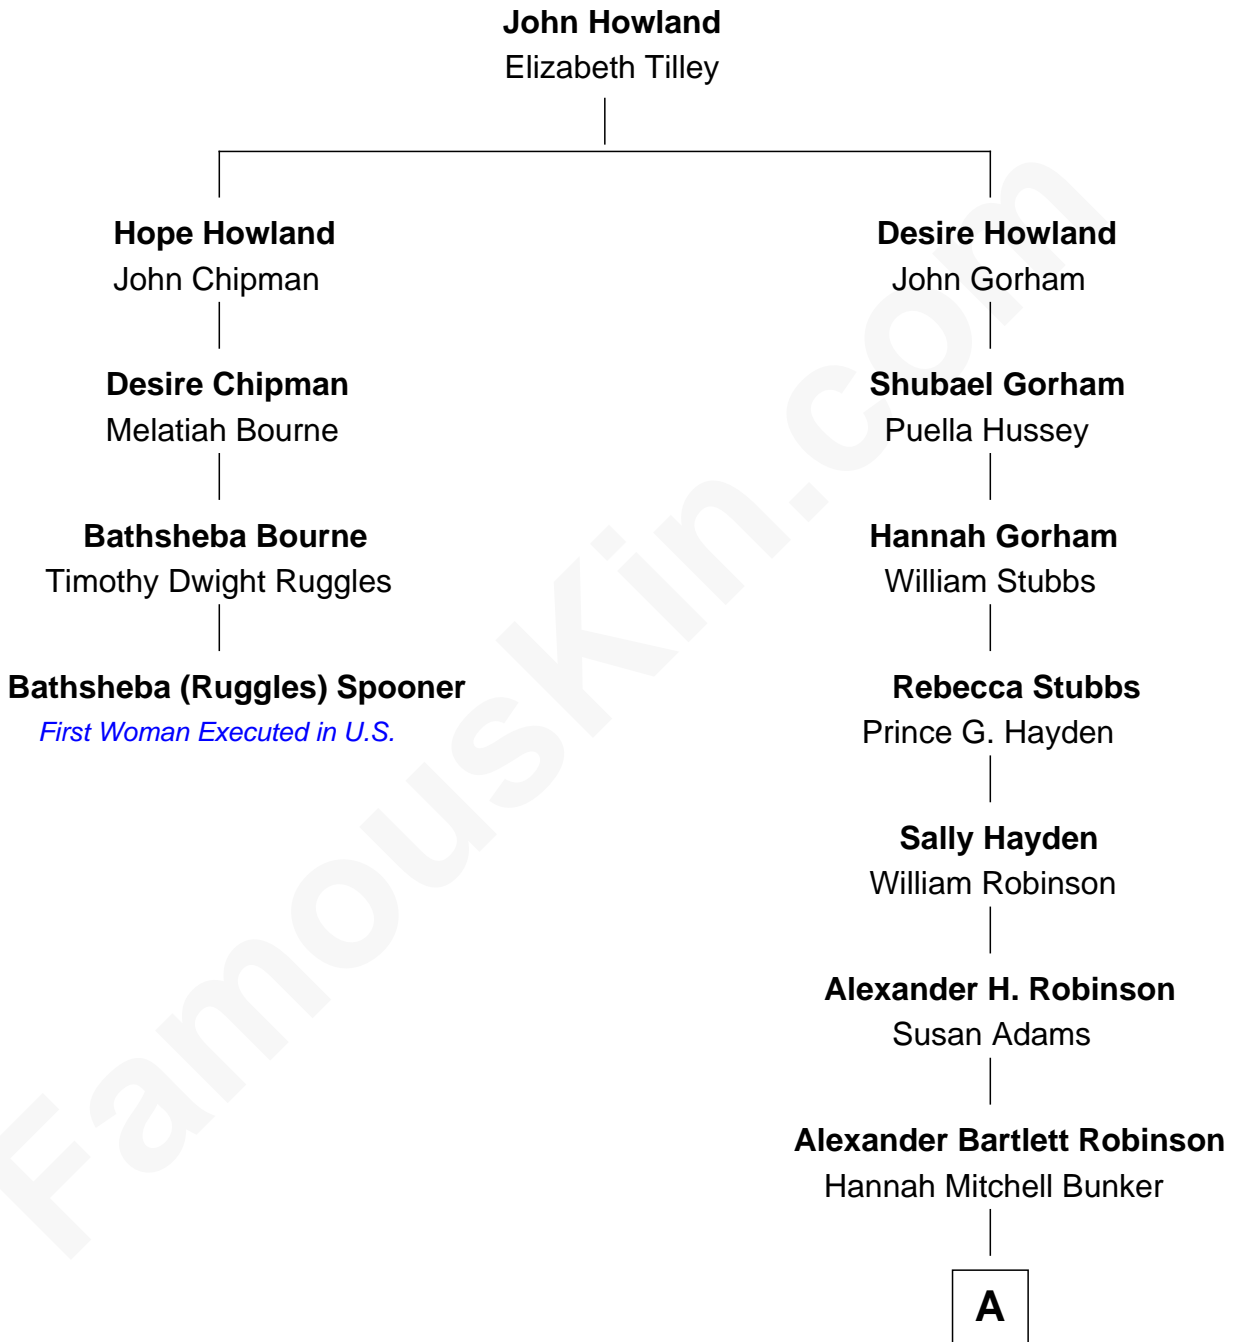 John Howland
Elizabeth Tilley
Hope Howland
John Chipman
Desire Howland
John Gorham
Desire Chipman
Melatiah Bourne
Shubael Gorham
Puella Hussey
Bathsheba Bourne
Timothy Dwight Ruggles
Hannah Gorham
William Stubbs
Bathsheba (Ruggles) Spooner
First Woman Executed in U.S.
Rebecca Stubbs
Prince G. Hayden
Sally Hayden
William Robinson
Alexander H. Robinson
Susan Adams
Alexander Bartlett Robinson
Hannah Mitchell Bunker
A
FamousKin.com